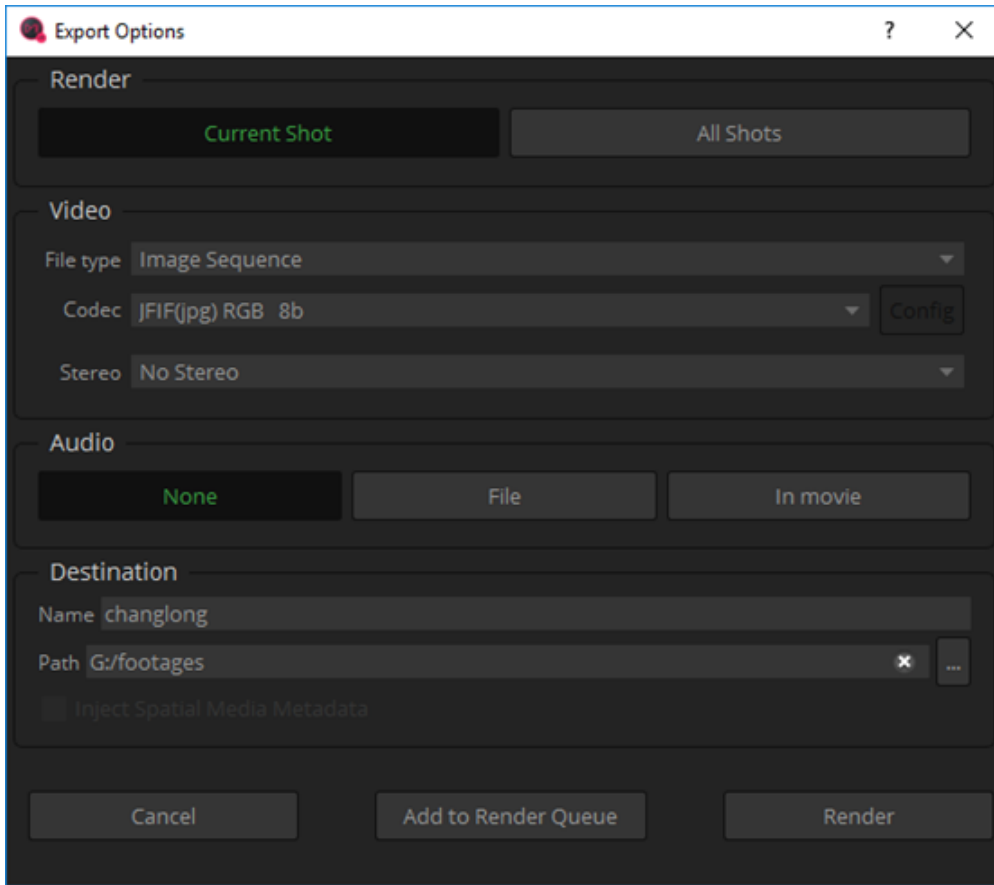 Export Options ?
Render
Current Shot All Shots
Video
File type Image Sequence
Codec JFIF(jpg) RGB 8b Config
Stereo No Stereo
Audio
None File In movie
Destination
Name changlong
Path G:/footages ...
Inject Spatial Media Metadata
Cancel Add to Render Queue Render